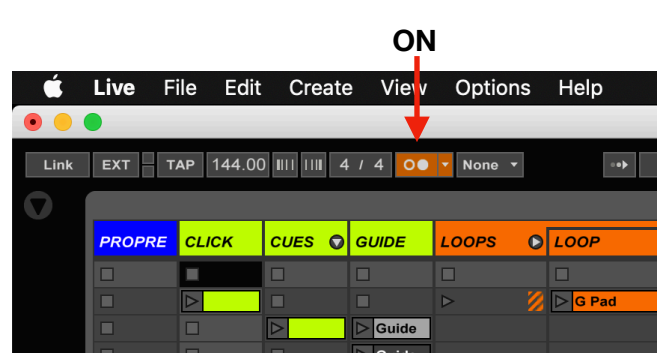 ON
Live File Edit Create View Options Help
Link EXT TAP 144.00 4 / 4 None
PROPRE CLICK CUES GUIDE LOOPS LOOP
G Pad
Guide